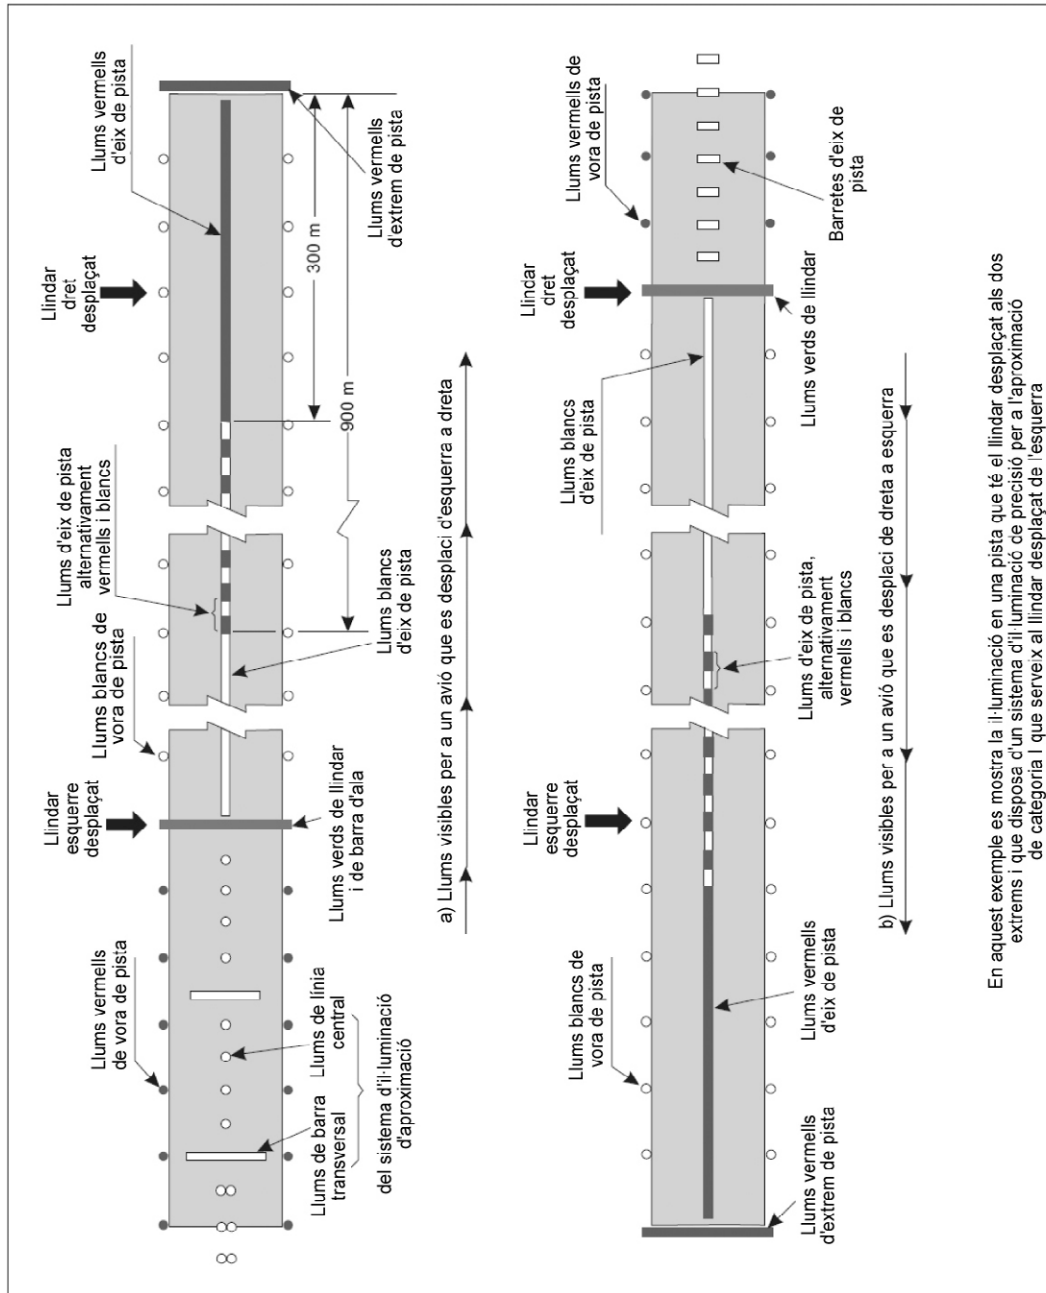 Llums vermells
d'eix de pista
Llindar
dret
desplaçat
Llums vermells
d'extrem de pista
300 m
900 m
Llums d'eix de pista
alternativament
vermells i blancs
Llums blancs
d'eix de pista
Llums blancs de
vora de pista
Llindar
esquerre
desplaçat
Llums verds de llindar
i de barra d'ala
Llums vermells
de vora de pista
Llums de línia
central
Llums de barra
transversal
del sistema d'il·luminació
d'aproximació
a) Llums visibles per a un avió que es desplaci d'esquerra a dreta
Llums vermells de
vora de pista
Barretes d'eix de
pista
Llindar
dret
desplaçat
Llums verds de llindar
Llums blancs
d'eix de pista
Llums d'eix de pista,
alternativament
vermells i blancs
Llindar
esquerre
desplaçat
Llums blancs de
vora de pista
Llums vermells
d'eix de pista
Llums vermells
d'extrem de pista
b) Llums visibles per a un avió que es desplaci de dreta a esquerra
En aquest exemple es mostra la il·luminació en una pista que té el llindar desplaçat als dos
extrems i que disposa d'un sistema d'il·luminació de precisió per a l'aproximació
de categoria I que serveix al llindar desplaçat de l'esquerra